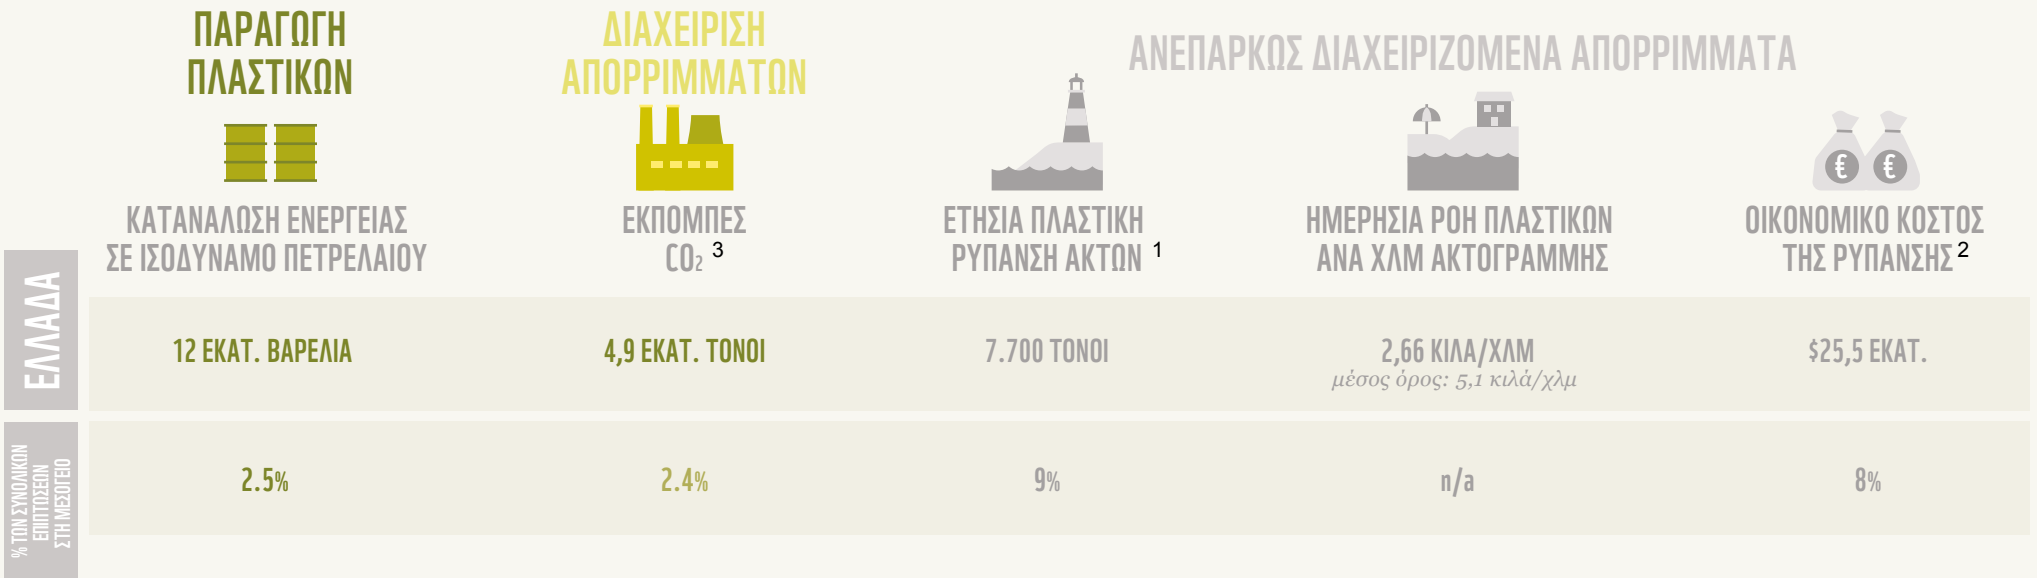 ΠΑΡΑΓΩΓΗ
ΠΛΑΣΤΙΚΩΝ
ΔΙΑΧΕΙΡΙΣΗ
ΑΠΟΡΡΙΜΜΑΤΩΝ
ΑΝΕΠΑΡΚΩΣ ΔΙΑΧΕΙΡΙΖΟΜΕΝΑ ΑΠΟΡΡΙΜΜΑΤΑ
€ €
ΚΑΤΑΝΑΛΩΣΗ ΕΝΕΡΓΕΙΑΣ
ΣΕ ΙΣΟΔΥΝΑΜΟ ΠΕΤΡΕΛΑΙΟΥ
ΕΚΠΟΜΠΕΣ
CO₂ 3
ΕΤΗΣΙΑ ΠΛΑΣΤΙΚΗ
ΡΥΠΑΝΣΗ ΑΚΤΩΝ 1
ΗΜΕΡΗΣΙΑ ΡΟΗ ΠΛΑΣΤΙΚΩΝ
ΑΝΑ ΧΛΜ ΑΚΤΟΓΡΑΜΜΗΣ
ΟΙΚΟΝΟΜΙΚΟ ΚΟΣΤΟΣ
ΤΗΣ ΡΥΠΑΝΣΗΣ 2
ΕΛΛΑΔΑ
12 ΕΚΑΤ. ΒΑΡΕΛΙΑ
4,9 ΕΚΑΤ. ΤΟΝΟΙ
7.700 ΤΟΝΟΙ
2,66 ΚΙΛΑ/ΧΛΜ
μέσος όρος: 5,1 κιλά/χλμ
$25,5 ΕΚΑΤ.
% ΤΩΝ ΣΥΝΟΛΙΚΩΝ
ΕΠΙΠΤΩΣΕΩΝ
ΣΤΗ ΜΕΣΟΓΕΙΟ
2.5%
2.4%
9%
n/a
8%